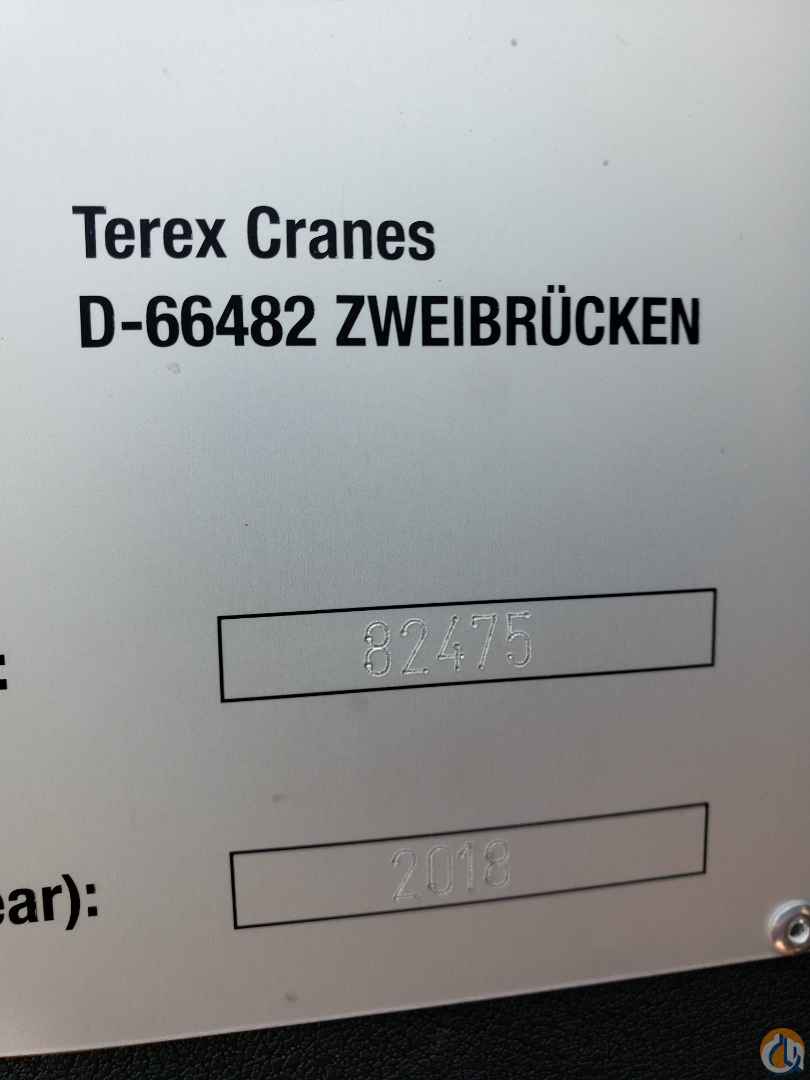 Terex Cranes
D-66482 ZWEIBRÜCKEN
:
82475
ear):
2018